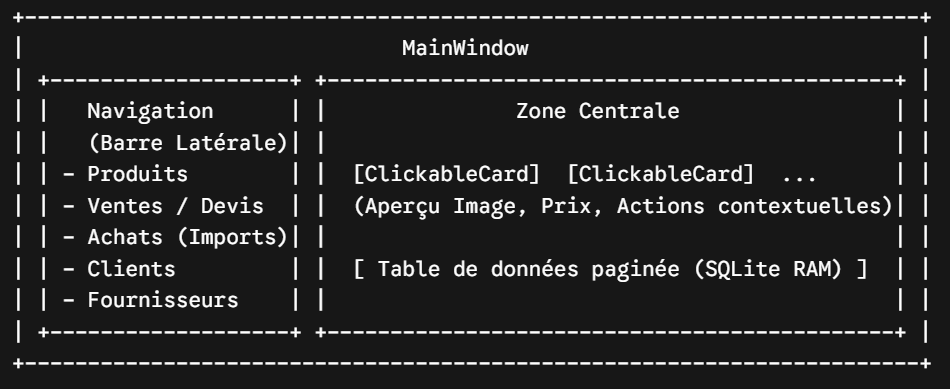 MainWindow
Navigation Zone Centrale
(Barre Latérale)
- Produits [ClickableCard] [ClickableCard] ...
- Ventes / Devis (Aperçu Image, Prix, Actions contextuelles)
- Achats (Imports)
- Clients [ Table de données paginée (SQLite RAM) ]
- Fournisseurs